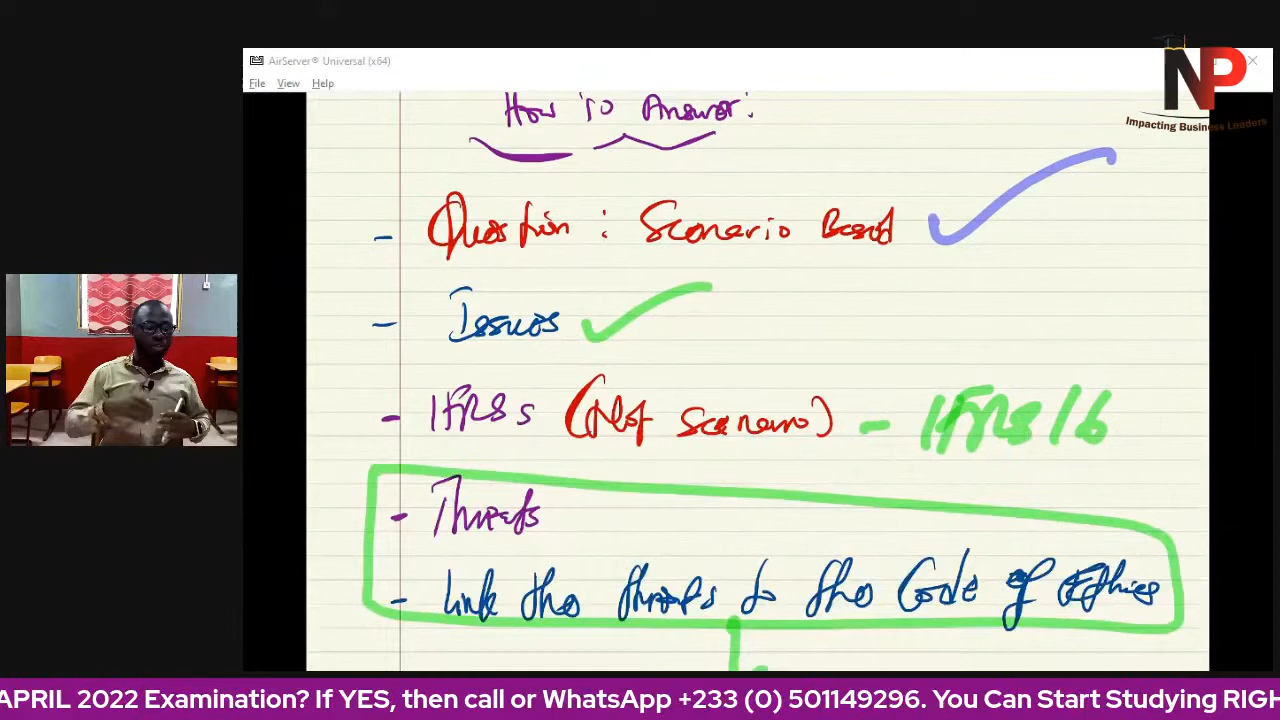 AirServer® Universal (x64)
File View Help
NP
Impacting Business Leaders
How to Answer:
- Question : Scenario Based
- Issues
- IFRSs (Not scenario) - IFRS 16
- Threats
- Link the threats to the Code of Ethics
APRIL 2022 Examination? If YES, then call or WhatsApp +233 (0) 501149296. You Can Start Studying RIGH